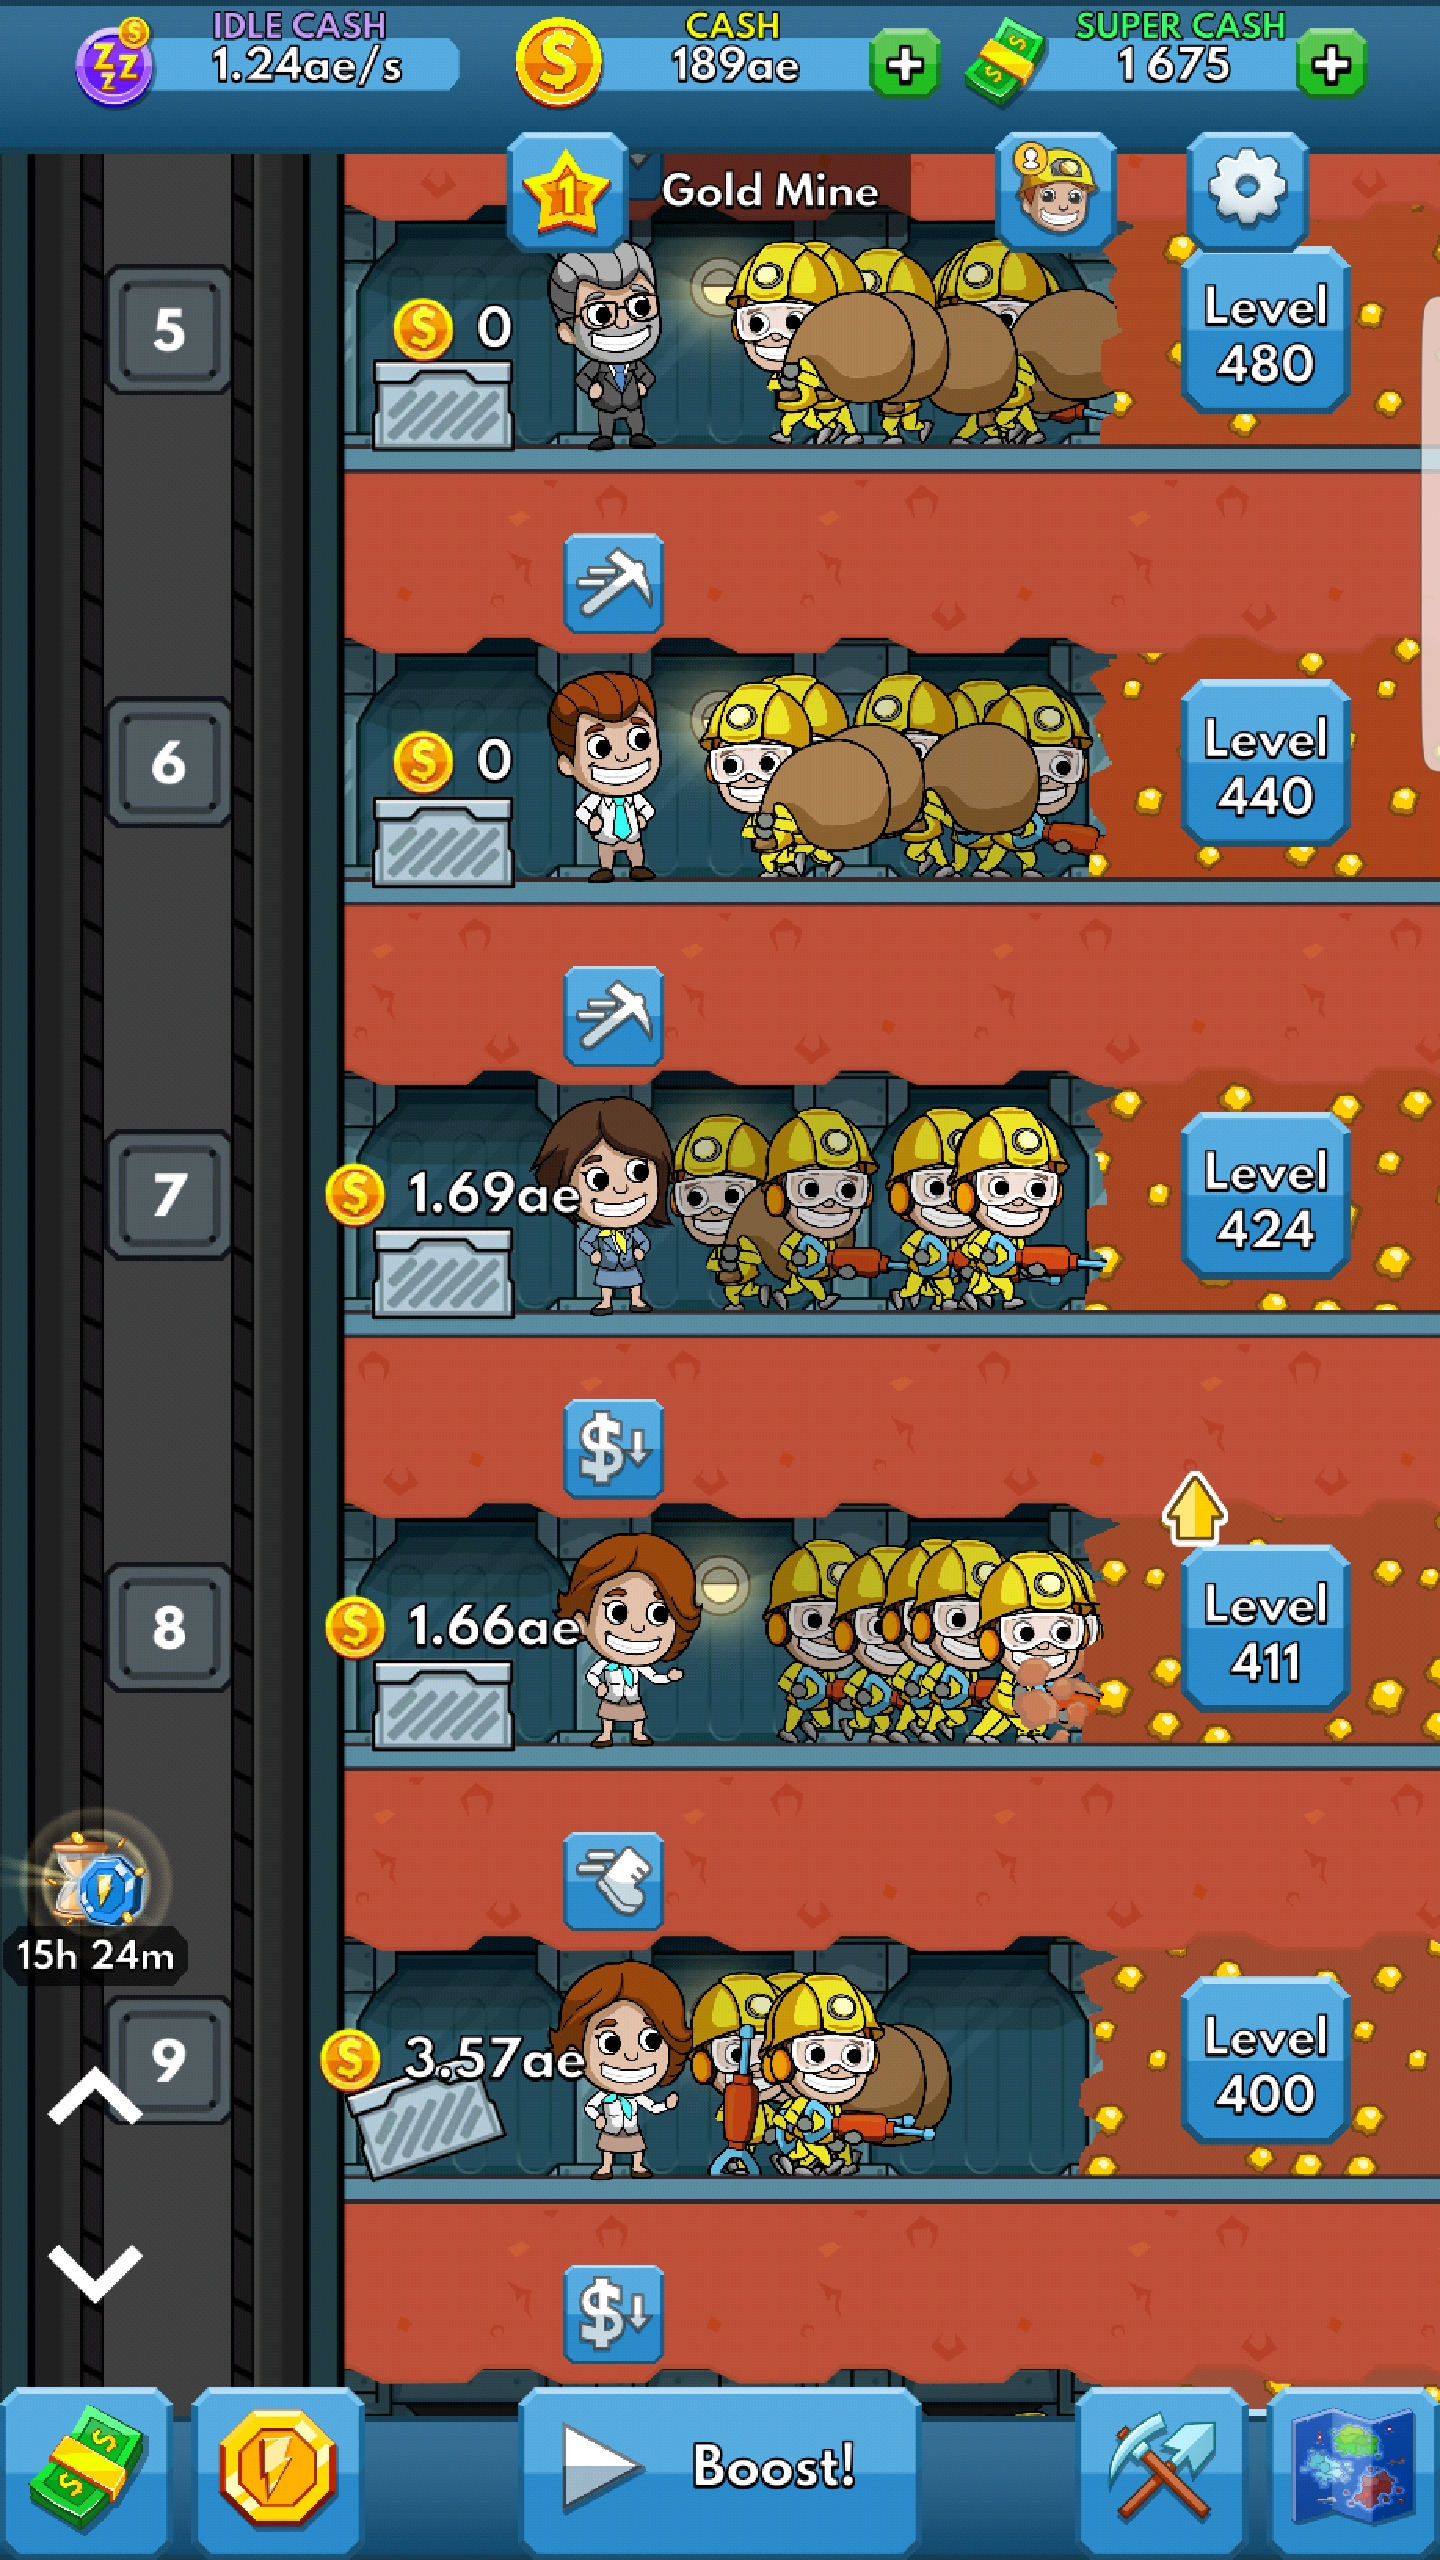 IDLE CASH
1.24ae/s
CASH
189ae
SUPER CASH
1 675
1
Gold Mine
5
0
Level
480
6
0
Level
440
7
1.69ae
Level
424
8
1.66ae
Level
411
15h 24m
9
3.57ae
Level
400
Boost!